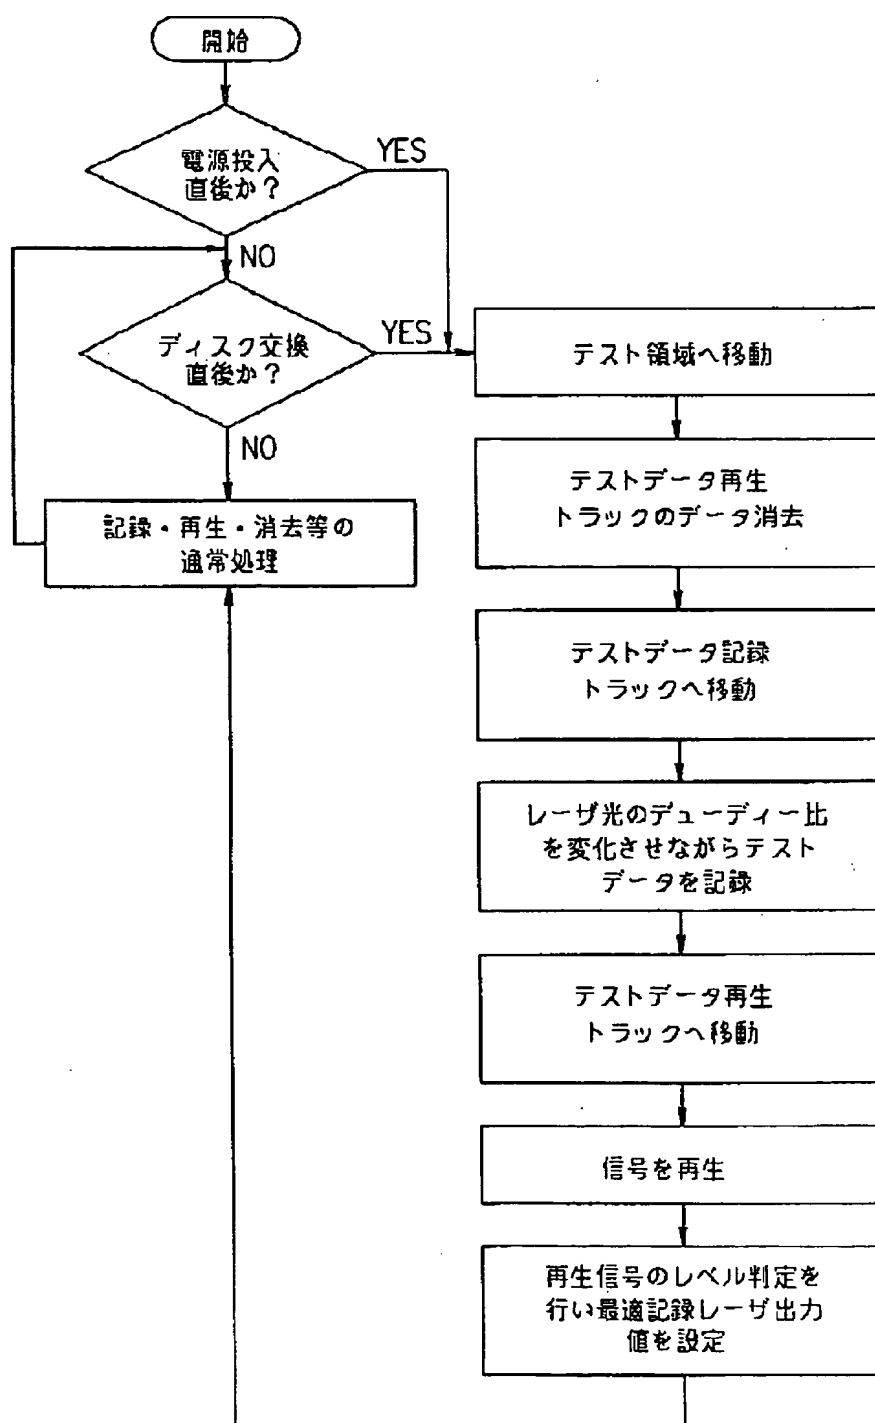 開始
電源投入
直後か?
YES
NO
ディスク交換
直後か?
YES
NO
記録・再生・消去等の
通常処理
テスト領域へ移動
テストデータ再生
トラックのデータ消去
テストデータ記録
トラックへ移動
レーザ光のデューディー比
を変化させながらテスト
データを記録
テストデータ再生
トラックへ移動
信号を再生
再生信号のレベル判定を
行い最適記録レーザ出力
値を設定